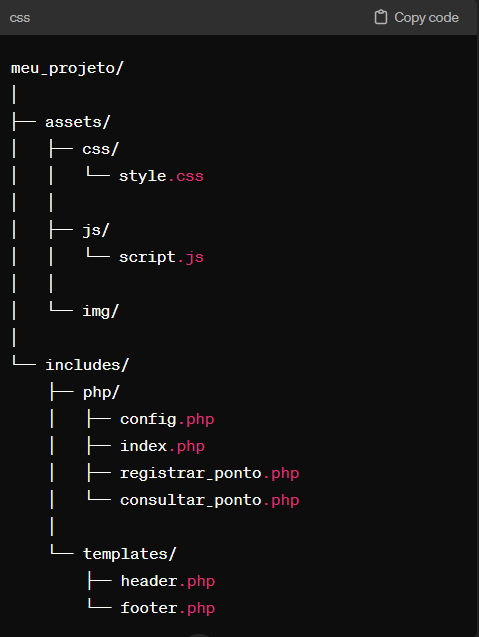 css Copy code
meu_projeto/
│
├── assets/
│   ├── css/
│   │   └── style.css
│   │
│   ├── js/
│   │   └── script.js
│   │
│   └── img/
│
└── includes/
    ├── php/
    │   ├── config.php
    │   ├── index.php
    │   ├── registrar_ponto.php
    │   └── consultar_ponto.php
    │
    └── templates/
        ├── header.php
        └── footer.php